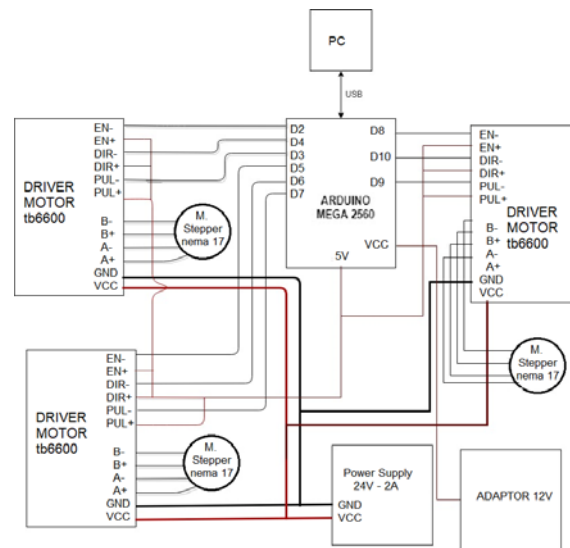 PC
USB
EN-
EN+
DIR-
DIR+
PUL-
PUL+
DRIVER
MOTOR
tb6600
B-
B+
A-
A+
GND
VCC
M.
Stepper
nema 17
D2
D4
D3
D5
D6
D7
D8
D10
D9
ARDUINO
MEGA 2560
VCC
5V
EN-
EN+
DIR-
DIR+
PUL-
PUL+
DRIVER
MOTOR
tb6600
B-
B+
A-
A+
GND
VCC
M.
Stepper
nema 17
EN-
EN+
DIR-
DIR+
PUL-
PUL+
DRIVER
MOTOR
tb6600
B-
B+
A-
A+
GND
VCC
M.
Stepper
nema 17
Power Supply
24V - 2A
GND
VCC
ADAPTOR 12V